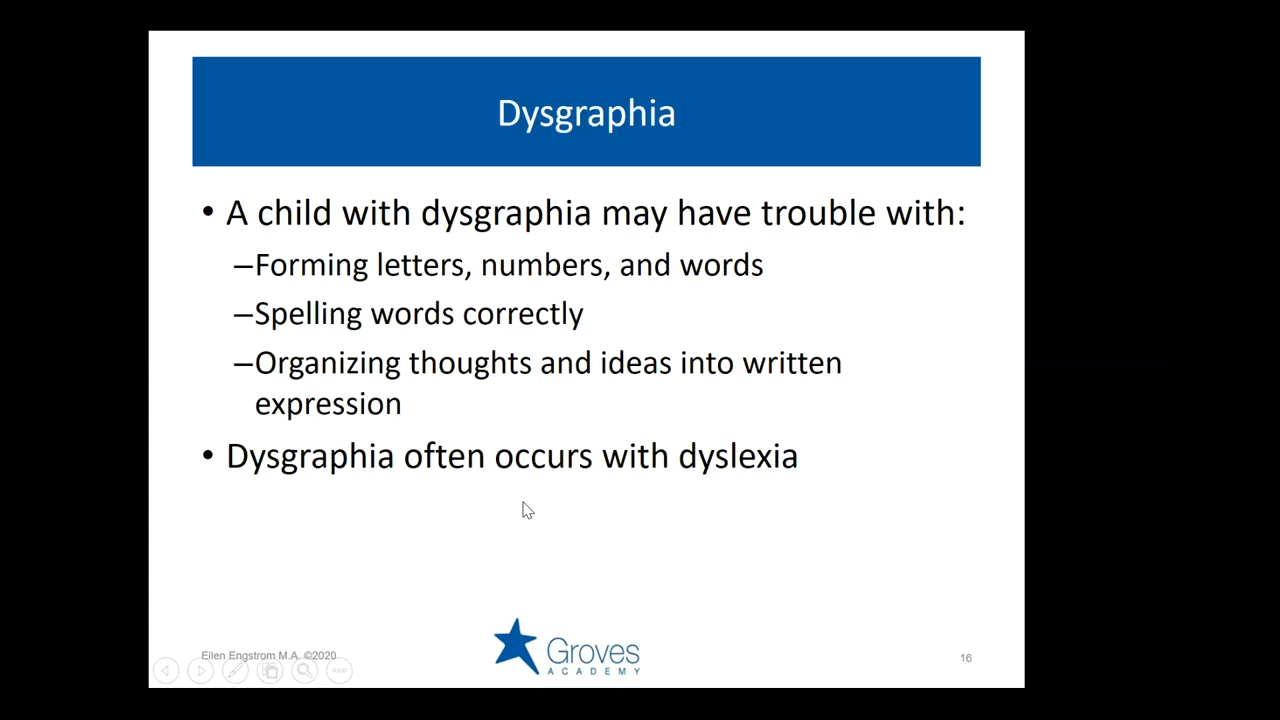 Dysgraphia
• A child with dysgraphia may have trouble with:
–Forming letters, numbers, and words
–Spelling words correctly
–Organizing thoughts and ideas into written
expression
• Dysgraphia often occurs with dyslexia
Ellen Engstrom M.A. ©2020
Groves
ACADEMY
16